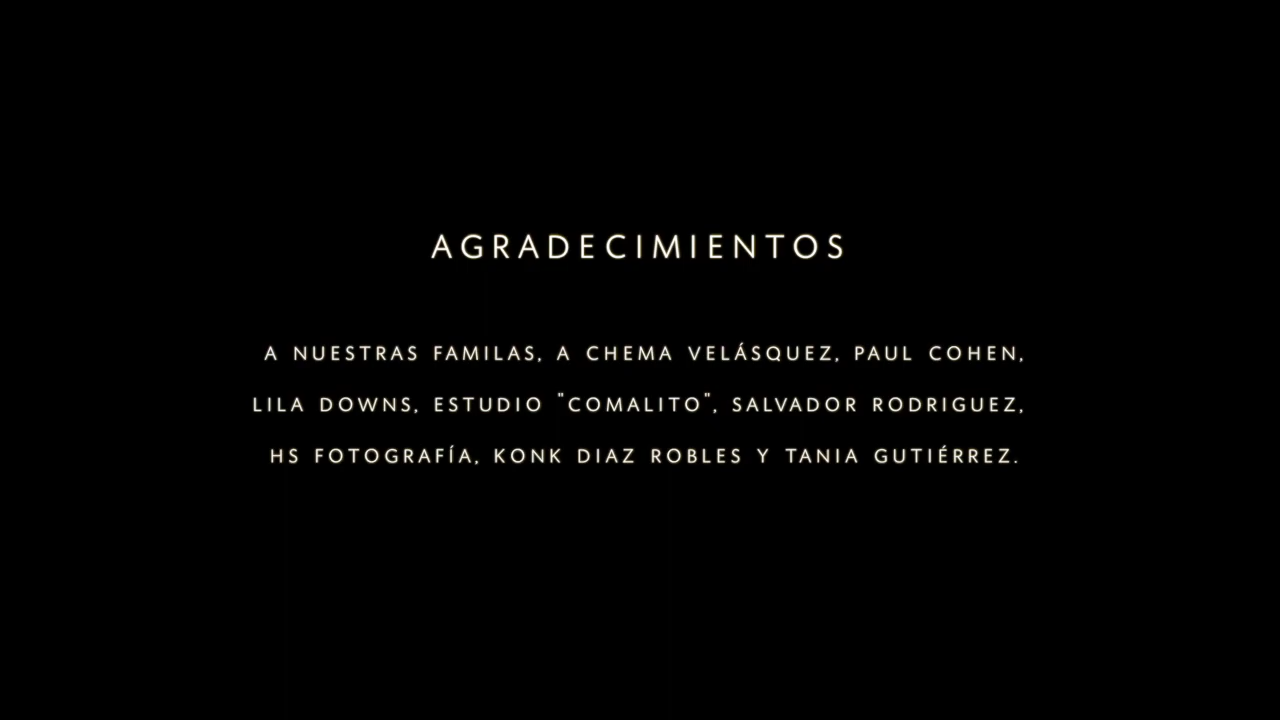 AGRADECIMIENTOS
A NUESTRAS FAMILAS, A CHEMA VELÁSQUEZ, PAUL COHEN,
LILA DOWNS, ESTUDIO "COMALITO", SALVADOR RODRIGUEZ,
HS FOTOGRAFÍA, KONK DIAZ ROBLES Y TANIA GUTIÉRREZ.